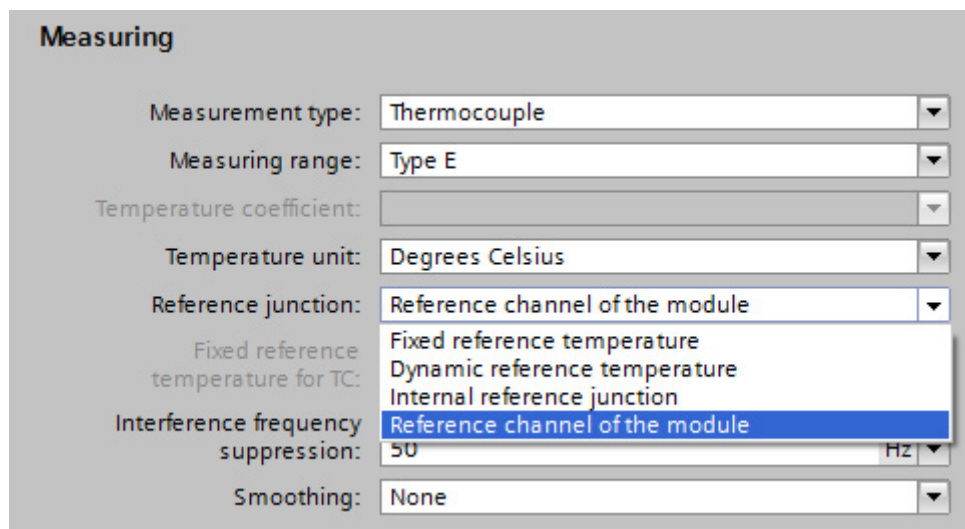 Measuring
Measurement type: Thermocouple
Measuring range: Type E
Temperature coefficient:
Temperature unit: Degrees Celsius
Reference junction: Reference channel of the module
Fixed reference temperature
Dynamic reference temperature
Internal reference junction
Reference channel of the module
Fixed reference
temperature for TC:
Interference frequency
suppression: 50 Hz
Smoothing: None